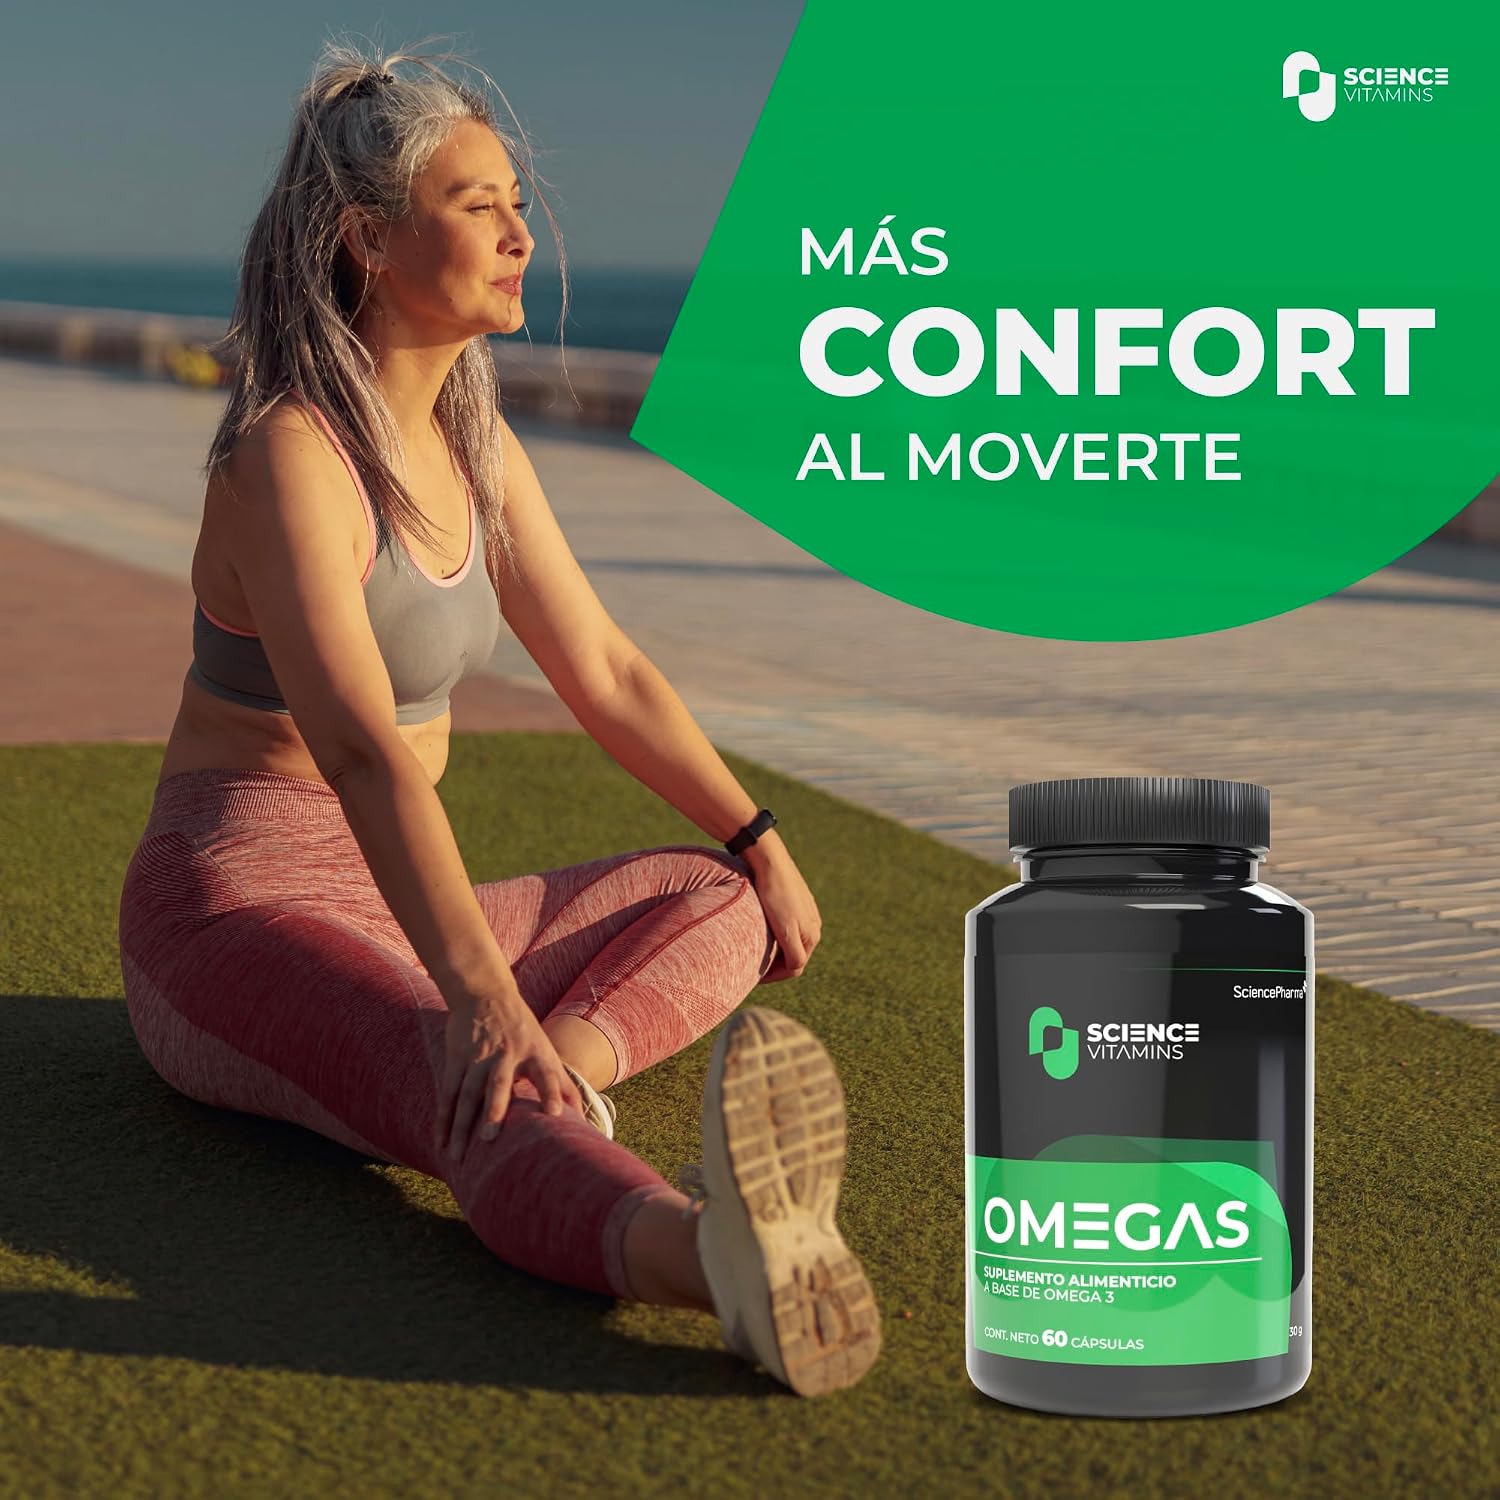 SCIENCE
VITAMINS
MÁS
CONFORT
AL MOVERTE
SciencePharma
SCIENCE
VITAMINS
OMEGAS
SUPLEMENTO ALIMENTICIO
A BASE DE OMEGA 3
CONT. NETO 60 CÁPSULAS
30 g